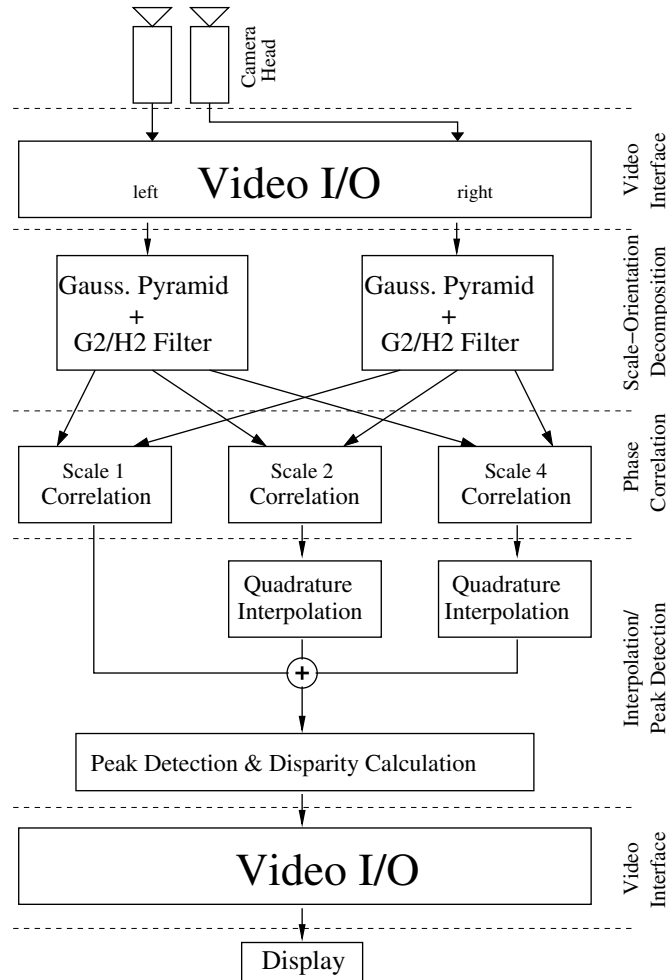 Camera
Head
Video I/O
left
right
Video
Interface
Gauss. Pyramid
+
G2/H2 Filter
Gauss. Pyramid
+
G2/H2 Filter
Scale-Orientation
Decomposition
Scale 1
Correlation
Scale 2
Correlation
Scale 4
Correlation
Phase
Correlation
Quadrature
Interpolation
Quadrature
Interpolation
+
Interpolation/
Peak Detection
Peak Detection & Disparity Calculation
Video I/O
Video
Interface
Display